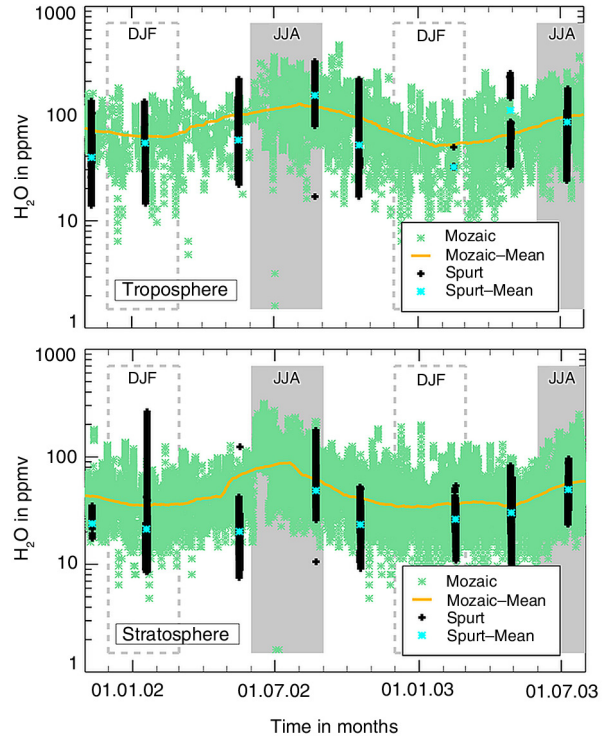 1000
DJF
JJA
DJF
JJA
100
H2O in ppmv
10
Mozaic
Mozaic–Mean
Spurt
Spurt–Mean
Troposphere
1
1000
DJF
JJA
DJF
JJA
100
H2O in ppmv
10
Mozaic
Mozaic–Mean
Spurt
Spurt–Mean
Stratosphere
1
01.01.02 01.07.02 01.01.03 01.07.03
Time in months